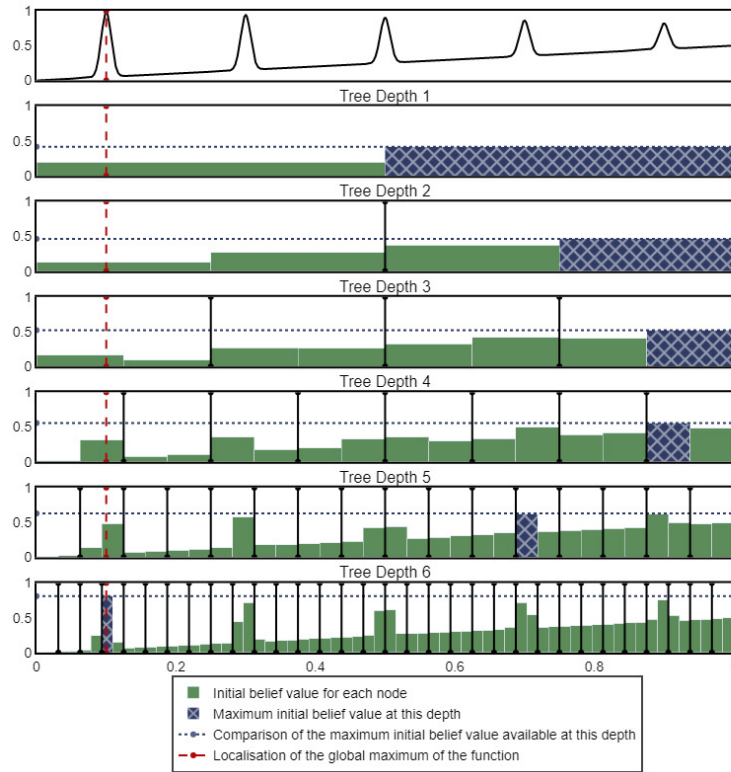 1
0.5
0
Tree Depth 1
1
0.5
0
Tree Depth 2
1
0.5
0
Tree Depth 3
1
0.5
0
Tree Depth 4
1
0.5
0
Tree Depth 5
1
0.5
0
Tree Depth 6
1
0.5
0
0 0.2 0.4 0.6 0.8
Initial belief value for each node
Maximum initial belief value at this depth
Comparison of the maximum initial belief value available at this depth
Localisation of the global maximum of the function